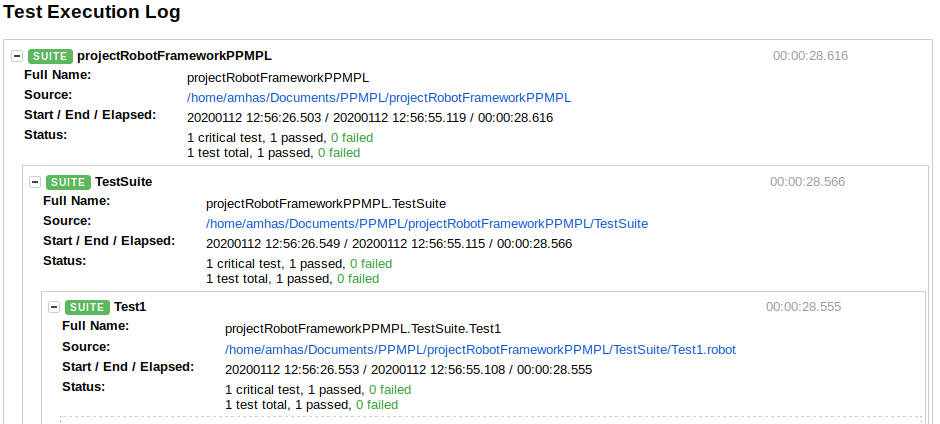 Test Execution Log
SUITE projectRobotFrameworkPPMPL 00:00:28.616
Full Name: projectRobotFrameworkPPMPL
Source: /home/amhas/Documents/PPMPL/projectRobotFrameworkPPMPL
Start / End / Elapsed: 20200112 12:56:26.503 / 20200112 12:56:55.119 / 00:00:28.616
Status: 1 critical test, 1 passed, 0 failed
1 test total, 1 passed, 0 failed
SUITE TestSuite 00:00:28.566
Full Name: projectRobotFrameworkPPMPL.TestSuite
Source: /home/amhas/Documents/PPMPL/projectRobotFrameworkPPMPL/TestSuite
Start / End / Elapsed: 20200112 12:56:26.549 / 20200112 12:56:55.115 / 00:00:28.566
Status: 1 critical test, 1 passed, 0 failed
1 test total, 1 passed, 0 failed
SUITE Test1 00:00:28.555
Full Name: projectRobotFrameworkPPMPL.TestSuite.Test1
Source: /home/amhas/Documents/PPMPL/projectRobotFrameworkPPMPL/TestSuite/Test1.robot
Start / End / Elapsed: 20200112 12:56:26.553 / 20200112 12:56:55.108 / 00:00:28.555
Status: 1 critical test, 1 passed, 0 failed
1 test total, 1 passed, 0 failed